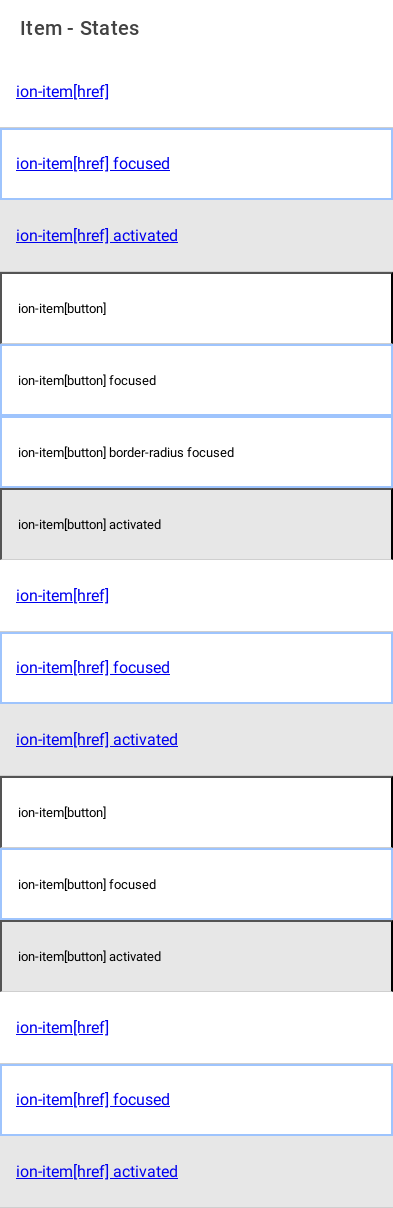 Item - States
ion-item[href]
ion-item[href] focused
ion-item[href] activated
ion-item[button]
ion-item[button] focused
ion-item[button] border-radius focused
ion-item[button] activated
ion-item[href]
ion-item[href] focused
ion-item[href] activated
ion-item[button]
ion-item[button] focused
ion-item[button] activated
ion-item[href]
ion-item[href] focused
ion-item[href] activated